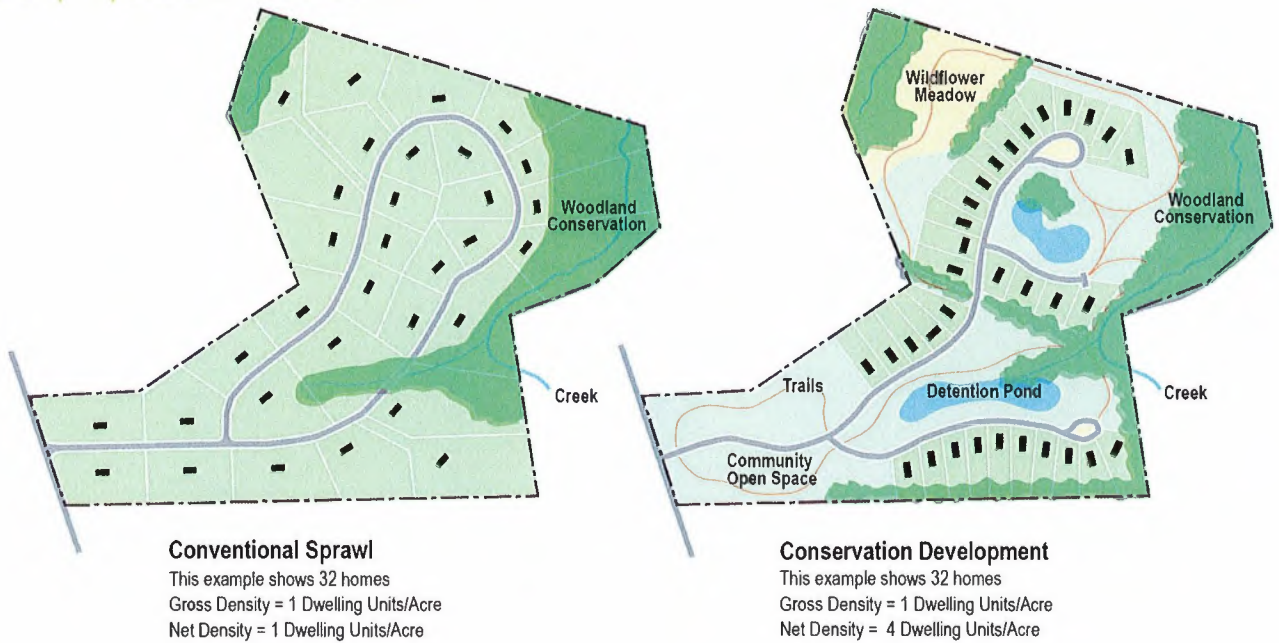 Woodland
Conservation
Creek
Conventional Sprawl
This example shows 32 homes
Gross Density = 1 Dwelling Units/Acre
Net Density = 1 Dwelling Units/Acre
Wildflower
Meadow
Woodland
Conservation
Trails
Detention Pond
Creek
Community
Open Space
Conservation Development
This example shows 32 homes
Gross Density = 1 Dwelling Units/Acre
Net Density = 4 Dwelling Units/Acre